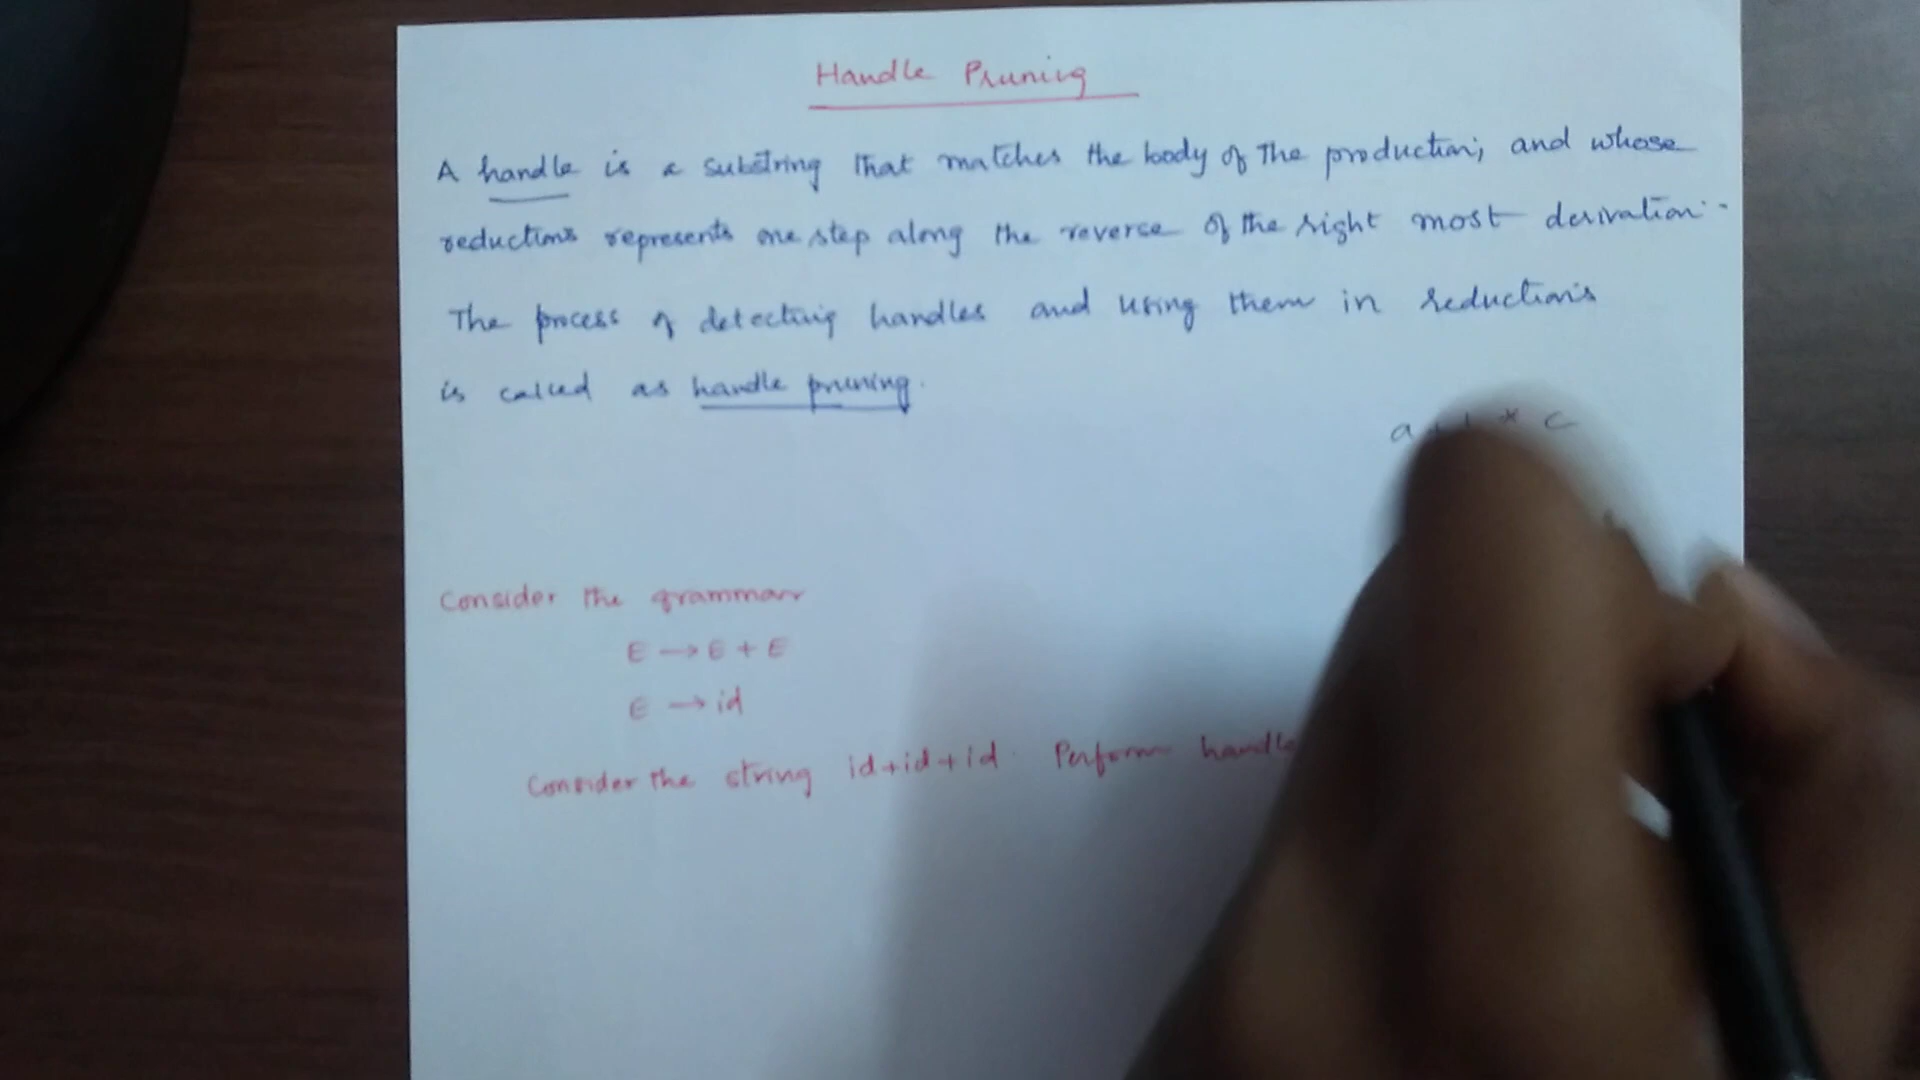 Handle Pruning
A handle is a substring that matches the body of the production; and whose
reductions represents one step along the reverse of the right most derivation.
The process of detecting handles and using them in reductions
is called as handle pruning.
a + * c
Consider the grammar
E → E + E
E → id
Consider the string id+id+id. Perform handle